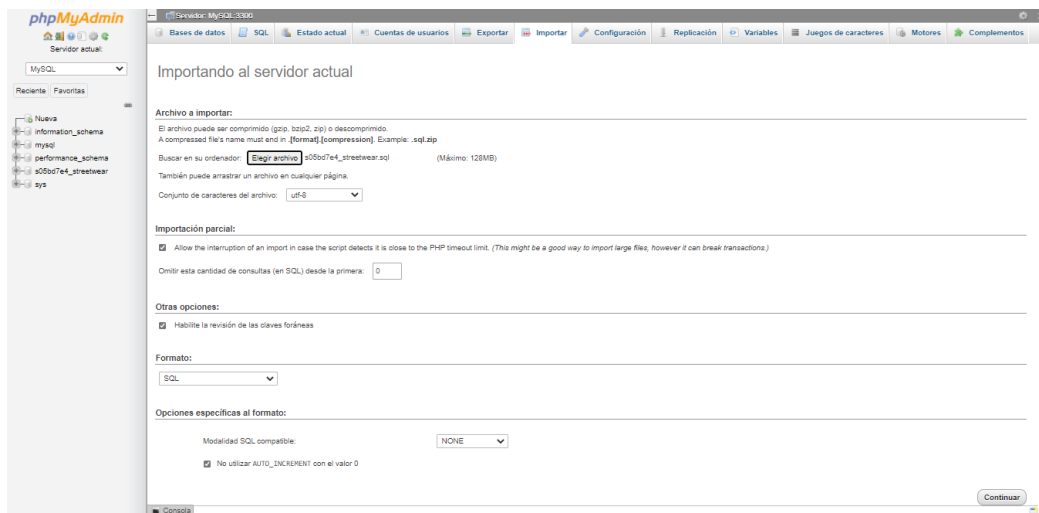 phpMyAdmin
Servidor actual:
MySQL
Reciente Favoritas
Nueva
information_schema
mysql
performance_schema
s05bd7e4_streetwear
sys
Servidor: MySQL:3300
Bases de datos SQL Estado actual Cuentas de usuarios Exportar Importar Configuración Replicación Variables Juegos de caracteres Motores Complementos
Importando al servidor actual
Archivo a importar:
El archivo puede ser comprimido (gzip, bzip2, zip) o descomprimido.
A compressed file's name must end in .[format].[compression]. Example: .sql.zip
Buscar en su ordenador: Elegir archivo s05bd7e4_streetwear.sql (Máximo: 128MB)
También puede arrastrar un archivo en cualquier página.
Conjunto de caracteres del archivo: utf-8
Importación parcial:
Allow the interruption of an import in case the script detects it is close to the PHP timeout limit. (This might be a good way to import large files, however it can break transactions.)
Omitir esta cantidad de consultas (en SQL) desde la primera: 0
Otras opciones:
Habilite la revisión de las claves foráneas
Formato:
SQL
Opciones específicas al formato:
Modalidad SQL compatible: NONE
No utilizar AUTO_INCREMENT con el valor 0
Continuar
Consola